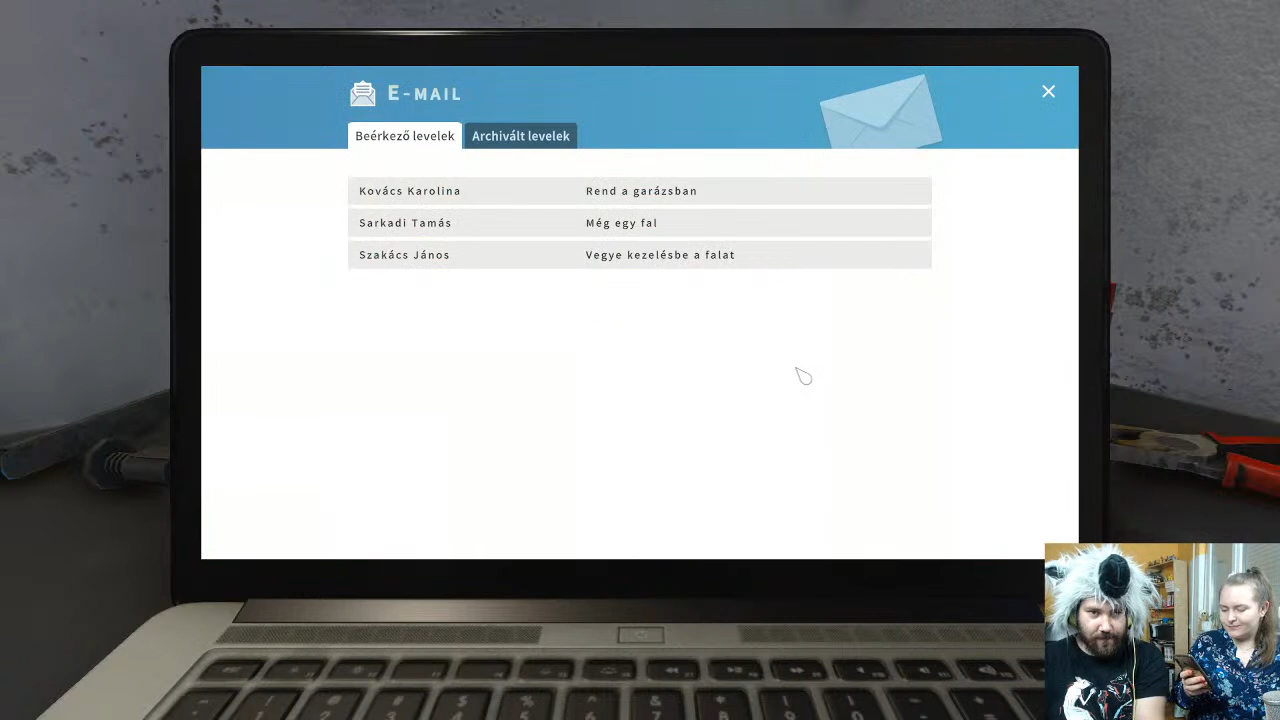 E-MAIL
Beérkező levelek Archivált levelek
Kovács Karolina Rend a garázsban
Sarkadi Tamás Még egy fal
Szakács János Vegye kezelésbe a falat